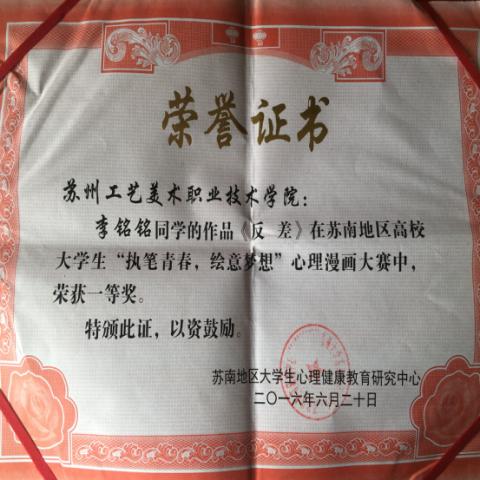 荣誉证书
苏州工艺美术职业技术学院：
李铭铭同学的作品《反 差》在苏南地区高校
大学生“执笔青春，绘意梦想”心理漫画大赛中，
荣获一等奖。
特颁此证，以资鼓励。
苏南地区大学生心理健康教育研究中心
二〇一六年六月二十日